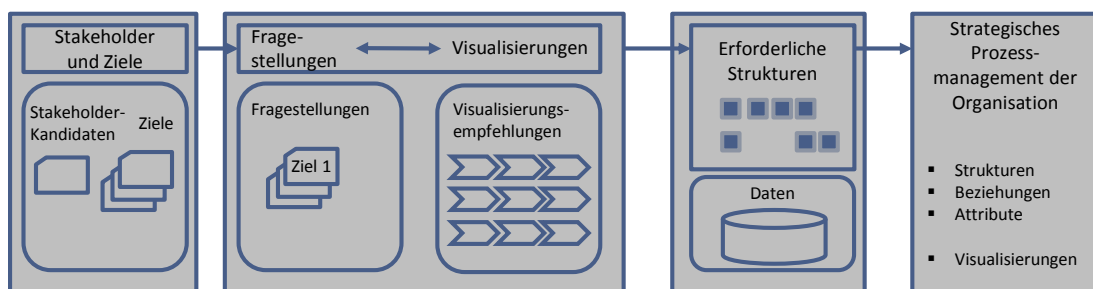 Stakeholder
und Ziele
Stakeholder-
Kandidaten
Ziele
Frage-
stellungen
Visualisierungen
Fragestellungen
Ziel 1
Visualisierungs-
empfehlungen
Erforderliche
Strukturen
Daten
Strategisches
Prozess-
management der
Organisation
▪ Strukturen
▪ Beziehungen
▪ Attribute
▪ Visualisierungen